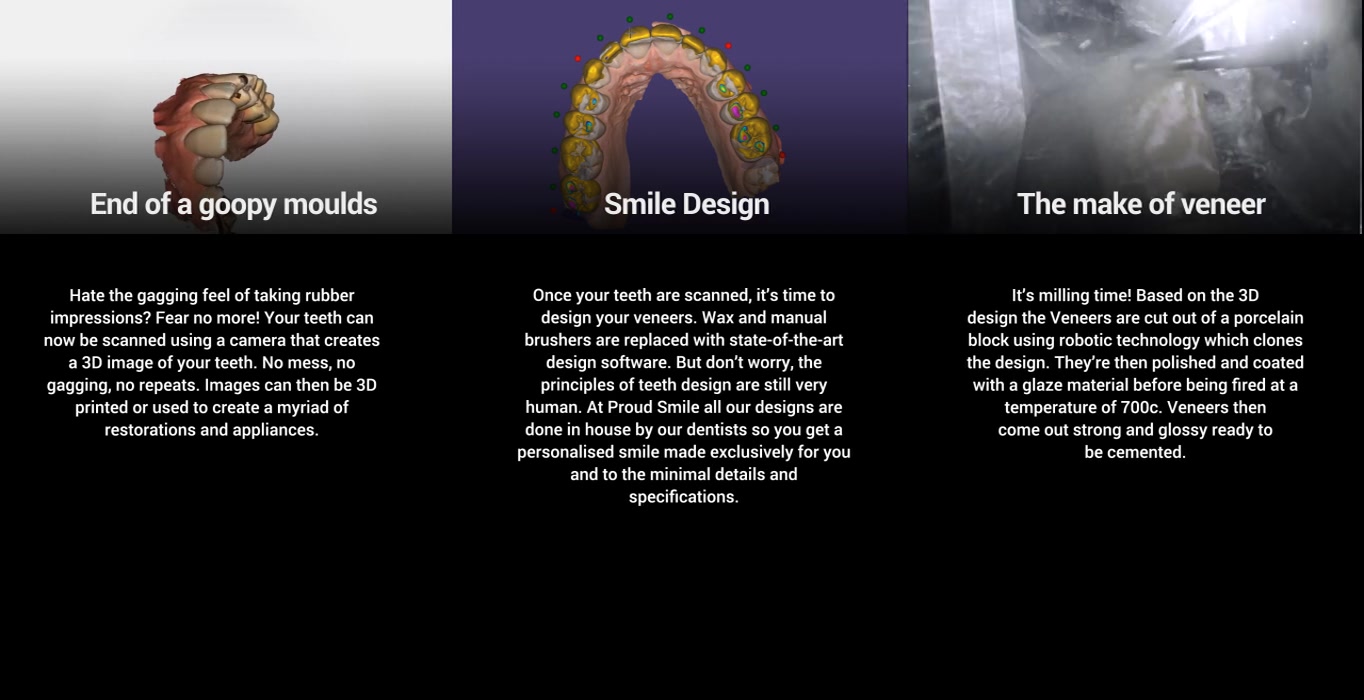 End of a goopy moulds
Hate the gagging feel of taking rubber
impressions? Fear no more! Your teeth can
now be scanned using a camera that creates
a 3D image of your teeth. No mess, no
gagging, no repeats. Images can then be 3D
printed or used to create a myriad of
restorations and appliances.
Smile Design
Once your teeth are scanned, it’s time to
design your veneers. Wax and manual
brushers are replaced with state-of-the-art
design software. But don’t worry, the
principles of teeth design are still very
human. At Proud Smile all our designs are
done in house by our dentists so you get a
personalised smile made exclusively for you
and to the minimal details and
specifications.
The make of veneer
It’s milling time! Based on the 3D
design the Veneers are cut out of a porcelain
block using robotic technology which clones
the design. They’re then polished and coated
with a glaze material before being fired at a
temperature of 700c. Veneers then
come out strong and glossy ready to
be cemented.